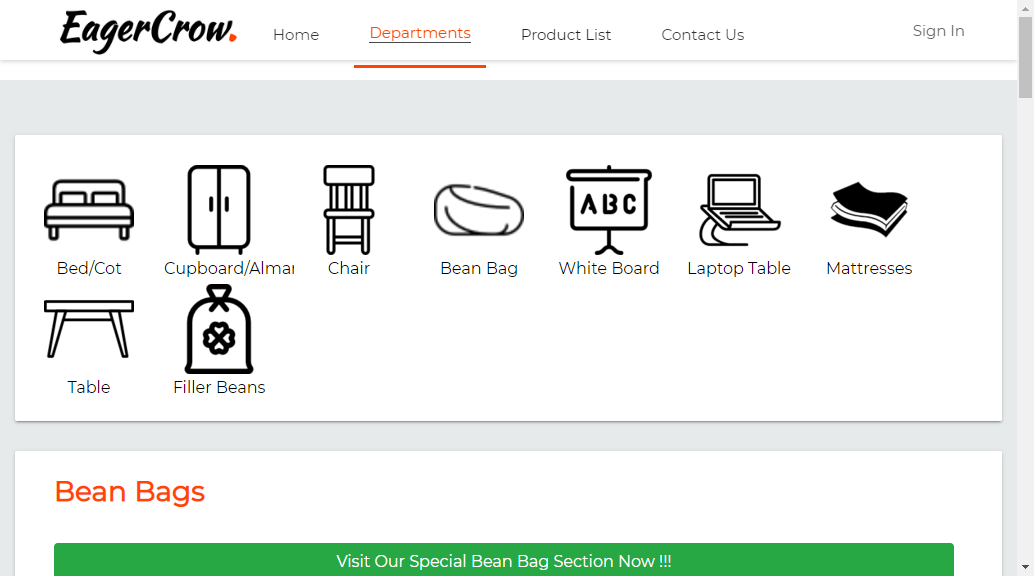 EagerCrow.
Home
Departments
Product List
Contact Us
Sign In
Bed/Cot
Cupboard/Almar
Chair
Bean Bag
ABC
White Board
Laptop Table
Mattresses
Table
Filler Beans
Bean Bags
Visit Our Special Bean Bag Section Now !!!